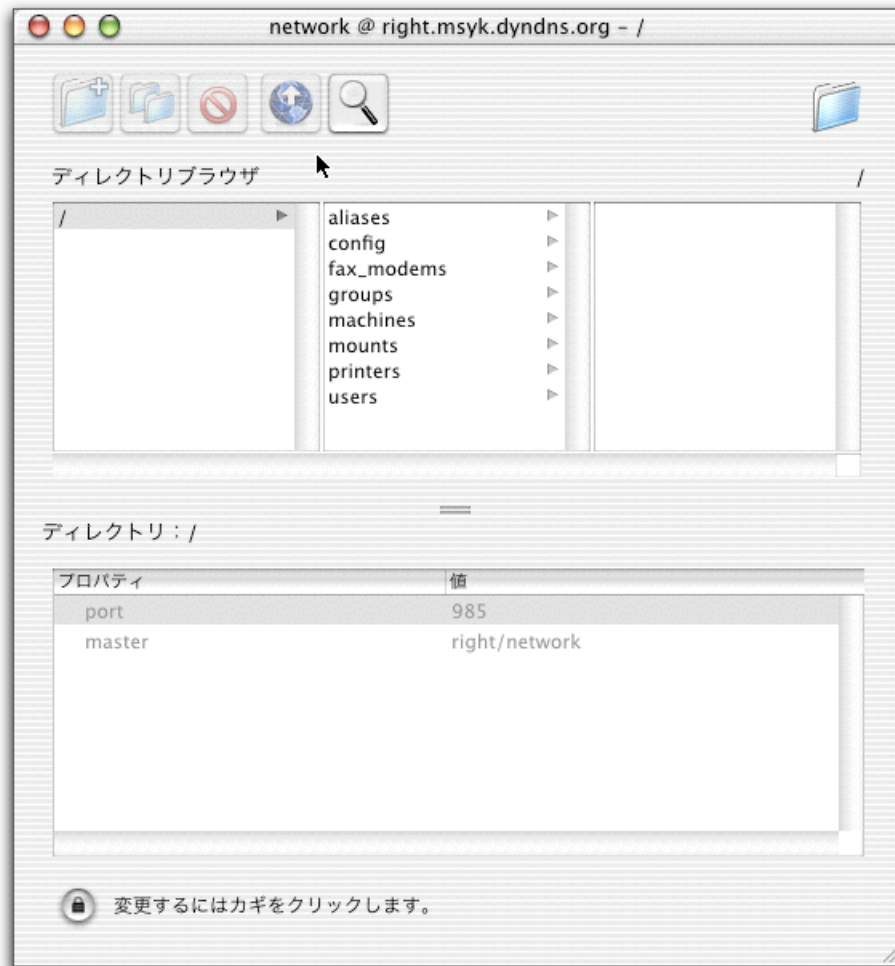 network @ right.msyk.dyndns.org – /
ディレクトリブラウザ /
/
aliases
config
fax_modems
groups
machines
mounts
printers
users
ディレクトリ：/
プロパティ 値
port 985
master right/network
変更するにはカギをクリックします。